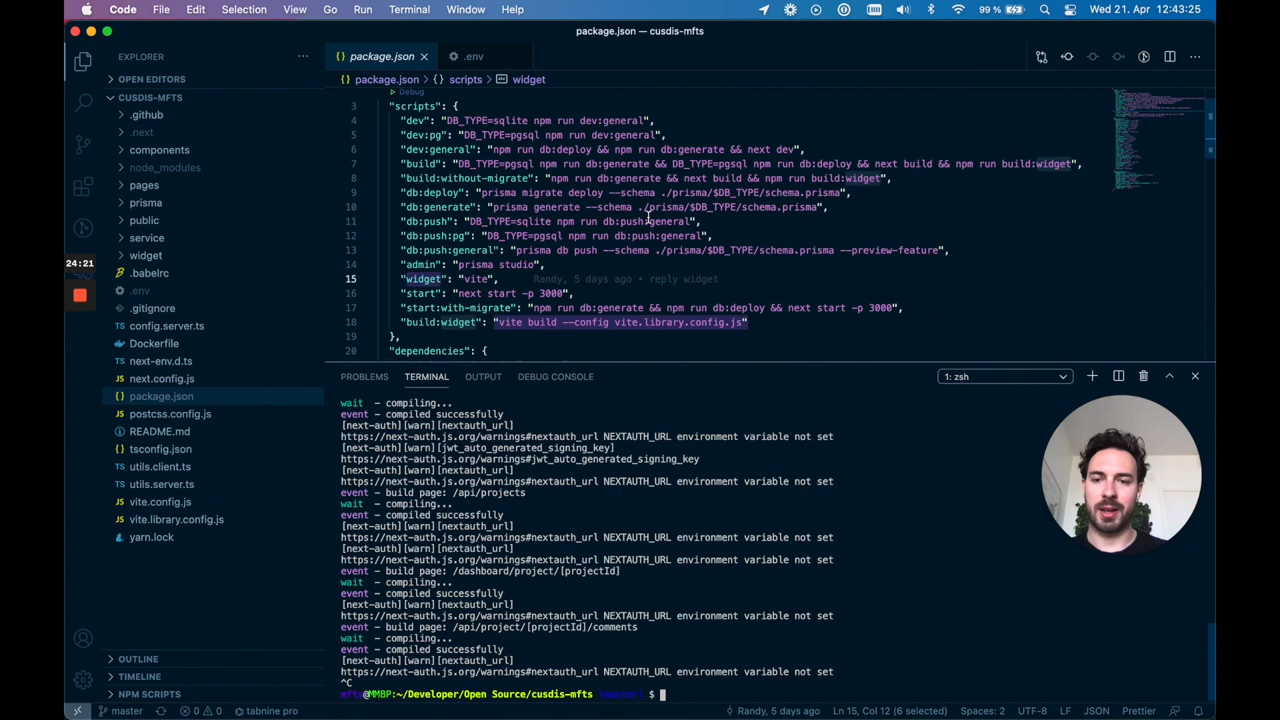 Code File Edit Selection View Go Run Terminal Window Help 99 % Wed 21. Apr 12:43:25
package.json — cusdis-mfts
EXPLORER
package.json
.env
OPEN EDITORS
package.json > scripts > widget
CUSDIS-MFTS
.github
.next
components
node_modules
pages
prisma
public
service
widget
.babelrc
.env
.gitignore
config.server.ts
Dockerfile
next-env.d.ts
next.config.js
package.json
postcss.config.js
README.md
tsconfig.json
utils.client.ts
utils.server.ts
vite.config.js
vite.library.config.js
yarn.lock
OUTLINE
TIMELINE
NPM SCRIPTS
24:21
Debug
3 "scripts": {
4 "dev": "DB_TYPE=sqlite npm run dev:general",
5 "dev:pg": "DB_TYPE=pgsql npm run dev:general",
6 "dev:general": "npm run db:deploy && npm run db:generate && next dev",
7 "build": "DB_TYPE=pgsql npm run db:generate && DB_TYPE=pgsql npm run db:deploy && next build && npm run build:widget",
8 "build:without-migrate": "npm run db:generate && next build && npm run build:widget",
9 "db:deploy": "prisma migrate deploy --schema ./prisma/$DB_TYPE/schema.prisma",
10 "db:generate": "prisma generate --schema ./prisma/$DB_TYPE/schema.prisma",
11 "db:push": "DB_TYPE=sqlite npm run db:push:general",
12 "db:push:pg": "DB_TYPE=pgsql npm run db:push:general",
13 "db:push:general": "prisma db push --schema ./prisma/$DB_TYPE/schema.prisma --preview-feature",
14 "admin": "prisma studio",
15 "widget": "vite", Randy, 5 days ago • reply widget
16 "start": "next start -p 3000",
17 "start:with-migrate": "npm run db:generate && npm run db:deploy && next start -p 3000",
18 "build:widget": "vite build --config vite.library.config.js"
19 },
20 "dependencies": {
PROBLEMS TERMINAL OUTPUT DEBUG CONSOLE 1: zsh
wait - compiling...
event - compiled successfully
[next-auth][warn][nextauth_url]
https://next-auth.js.org/warnings#nextauth_url NEXTAUTH_URL environment variable not set
[next-auth][warn][jwt_auto_generated_signing_key]
https://next-auth.js.org/warnings#jwt_auto_generated_signing_key
[next-auth][warn][nextauth_url]
https://next-auth.js.org/warnings#nextauth_url NEXTAUTH_URL environment variable not set
event - build page: /api/projects
wait - compiling...
event - compiled successfully
[next-auth][warn][nextauth_url]
https://next-auth.js.org/warnings#nextauth_url NEXTAUTH_URL environment variable not set
[next-auth][warn][nextauth_url]
https://next-auth.js.org/warnings#nextauth_url NEXTAUTH_URL environment variable not set
event - build page: /dashboard/project/[projectId]
wait - compiling...
event - compiled successfully
[next-auth][warn][nextauth_url]
https://next-auth.js.org/warnings#nextauth_url NEXTAUTH_URL environment variable not set
event - build page: /api/project/[projectId]/comments
wait - compiling...
event - compiled successfully
[next-auth][warn][nextauth_url]
https://next-auth.js.org/warnings#nextauth_url NEXTAUTH_URL environment variable not set
^C
mfts@MMBP:~/Developer/Open Source/cusdis-mfts (master) $
master 0 0 tabnine pro Randy, 5 days ago Ln 15, Col 12 (6 selected) Spaces: 2 UTF-8 LF JSON Prettier